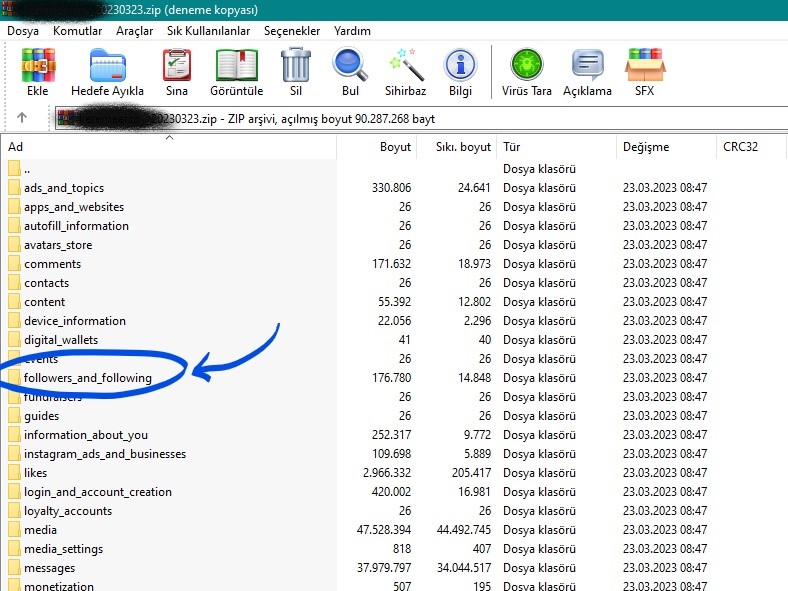 20230323.zip (deneme kopyası)
Dosya Komutlar Araçlar Sık Kullanılanlar Seçenekler Yardım
Ekle Hedefe Ayıkla Sına Görüntüle Sil Bul Sihirbaz Bilgi Virüs Tara Açıklama SFX
20230323.zip - ZIP arşivi, açılmış boyut 90.287.268 bayt
Ad Boyut Sıkı. boyut Tür Değişme CRC32
.. Dosya klasörü
ads_and_topics 330.806 24.641 Dosya klasörü 23.03.2023 08:47
apps_and_websites 26 26 Dosya klasörü 23.03.2023 08:47
autofill_information 26 26 Dosya klasörü 23.03.2023 08:47
avatars_store 26 26 Dosya klasörü 23.03.2023 08:47
comments 171.632 18.973 Dosya klasörü 23.03.2023 08:47
contacts 26 26 Dosya klasörü 23.03.2023 08:47
content 55.392 12.802 Dosya klasörü 23.03.2023 08:47
device_information 22.056 2.296 Dosya klasörü 23.03.2023 08:47
digital_wallets 41 40 Dosya klasörü 23.03.2023 08:47
events 26 26 Dosya klasörü 23.03.2023 08:47
followers_and_following 176.780 14.848 Dosya klasörü 23.03.2023 08:47
fundraisers 26 26 Dosya klasörü 23.03.2023 08:47
guides 26 26 Dosya klasörü 23.03.2023 08:47
information_about_you 252.317 9.772 Dosya klasörü 23.03.2023 08:47
instagram_ads_and_businesses 109.698 5.889 Dosya klasörü 23.03.2023 08:47
likes 2.966.332 205.417 Dosya klasörü 23.03.2023 08:47
login_and_account_creation 420.002 16.981 Dosya klasörü 23.03.2023 08:47
loyalty_accounts 26 26 Dosya klasörü 23.03.2023 08:47
media 47.528.394 44.492.745 Dosya klasörü 23.03.2023 08:47
media_settings 818 407 Dosya klasörü 23.03.2023 08:47
messages 37.979.797 34.044.517 Dosya klasörü 23.03.2023 08:47
monetization 507 195 Dosya klasörü 23.03.2023 08:47